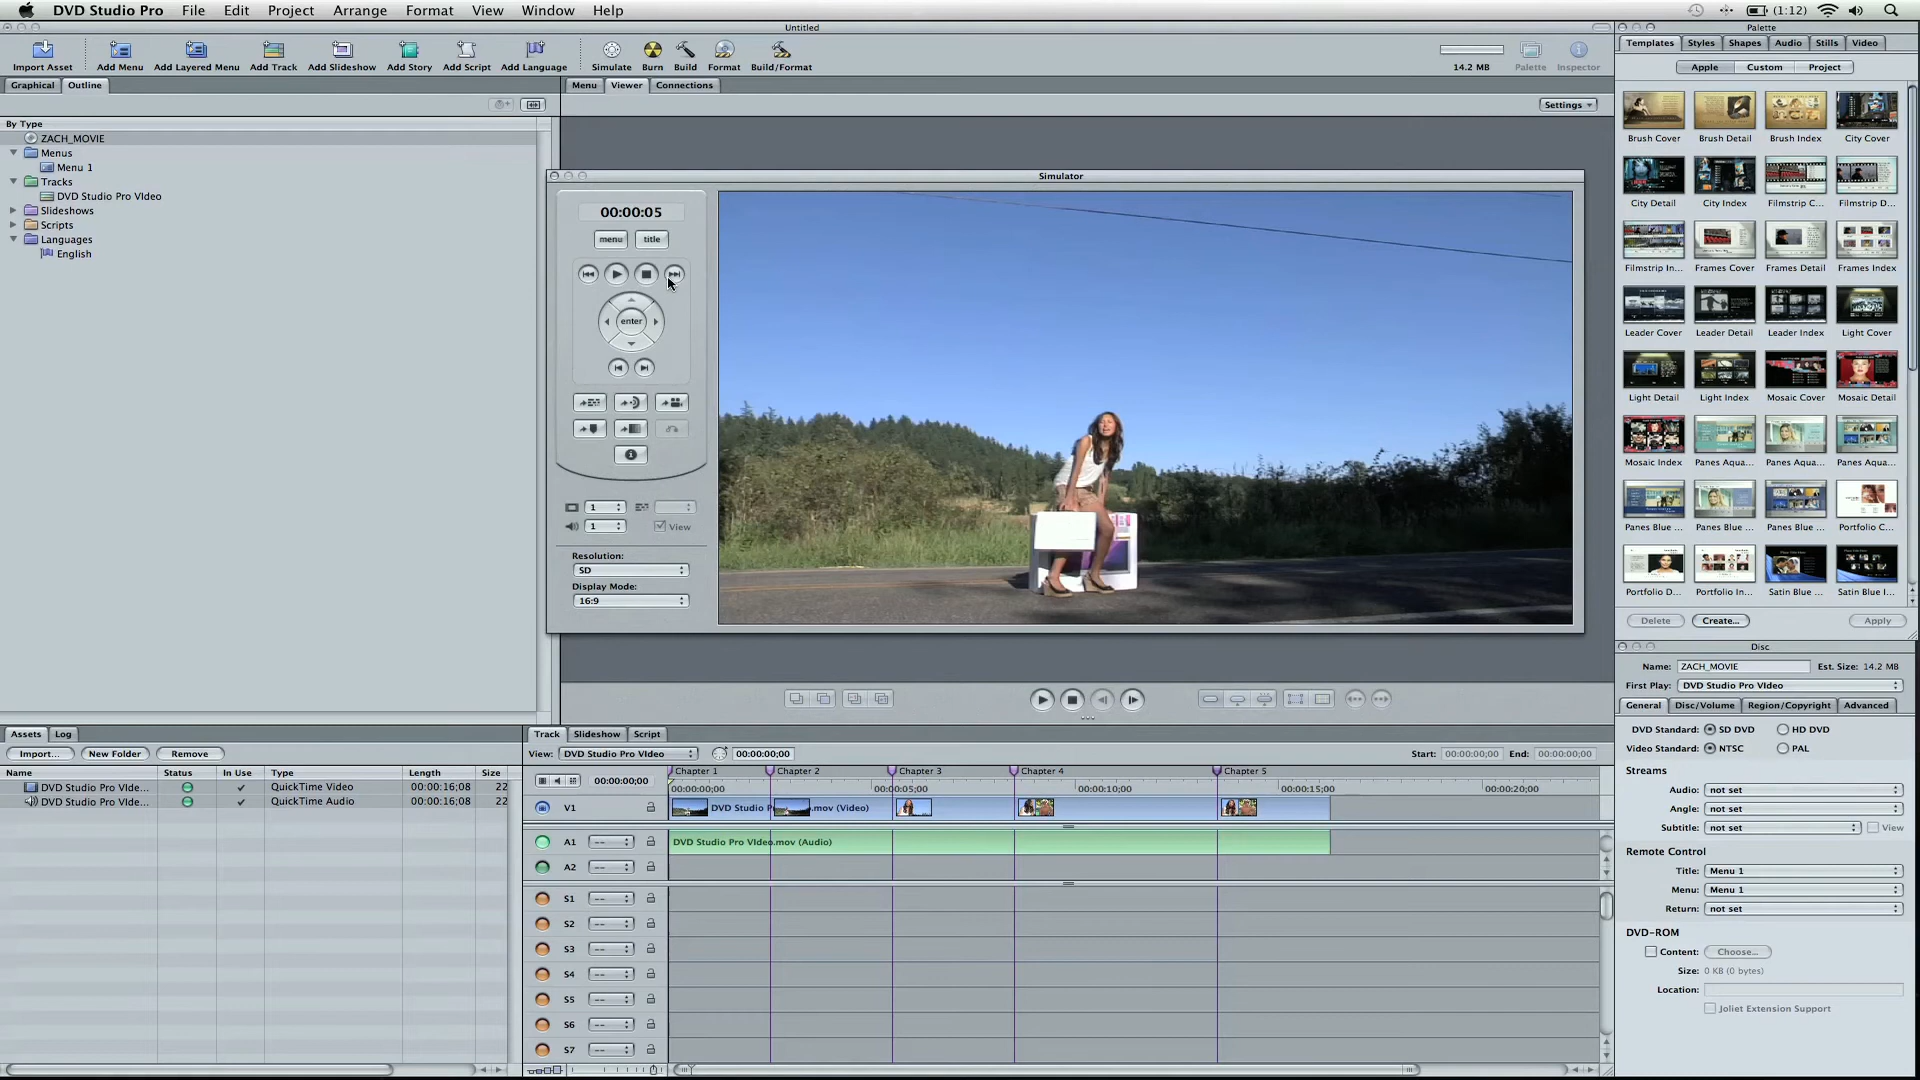 DVD Studio Pro File Edit Project Arrange Format View Window Help (1:12)
Untitled
Import Asset Add Menu Add Layered Menu Add Track Add Slideshow Add Story Add Script Add Language Simulate Burn Build Format Build/Format 14.2 MB Palette Inspector
Graphical Outline
By Type
ZACH_MOVIE
Menus
Menu 1
Tracks
DVD Studio Pro VIdeo
Slideshows
Scripts
Languages
English
Menu Viewer Connections
Settings
Simulator
00:00:05
menu title
enter
1
1 View
Resolution:
SD
Display Mode:
16:9
Palette
Templates Styles Shapes Audio Stills Video
Apple Custom Project
Brush Cover Brush Detail Brush Index City Cover
City Detail City Index Filmstrip C... Filmstrip D...
Filmstrip In... Frames Cover Frames Detail Frames Index
Leader Cover Leader Detail Leader Index Light Cover
Light Detail Light Index Mosaic Cover Mosaic Detail
Mosaic Index Panes Aqua... Panes Aqua... Panes Aqua...
Panes Blue ... Panes Blue ... Panes Blue ... Portfolio C...
Portfolio D... Portfolio In... Satin Blue ... Satin Blue I...
Delete Create... Apply
Disc
Name: ZACH_MOVIE Est. Size: 14.2 MB
First Play: DVD Studio Pro VIdeo
General Disc/Volume Region/Copyright Advanced
DVD Standard: SD DVD HD DVD
Video Standard: NTSC PAL
Streams
Audio: not set
Angle: not set
Subtitle: not set View
Remote Control
Title: Menu 1
Menu: Menu 1
Return: not set
DVD-ROM
Content: Choose...
Size: 0 KB (0 bytes)
Location:
Joliet Extension Support
Assets Log
Import... New Folder Remove
Name Status In Use Type Length Size
DVD Studio Pro VIde... QuickTime Video 00:00:16;08 22
DVD Studio Pro VIde... QuickTime Audio 00:00:16;08 22
Track Slideshow Script
View: DVD Studio Pro VIdeo 00:00:00;00 Start: 00:00:00;00 End: 00:00:00;00
Chapter 1 Chapter 2 Chapter 3 Chapter 4 Chapter 5
00:00:00;00 00:00:00;00 00:00:05;00 00:00:10;00 00:00:15;00 00:00:20;00
V1 DVD Studio P .mov (Video)
A1 -- DVD Studio Pro VIdeo.mov (Audio)
A2 --
S1 --
S2 --
S3 --
S4 --
S5 --
S6 --
S7 --